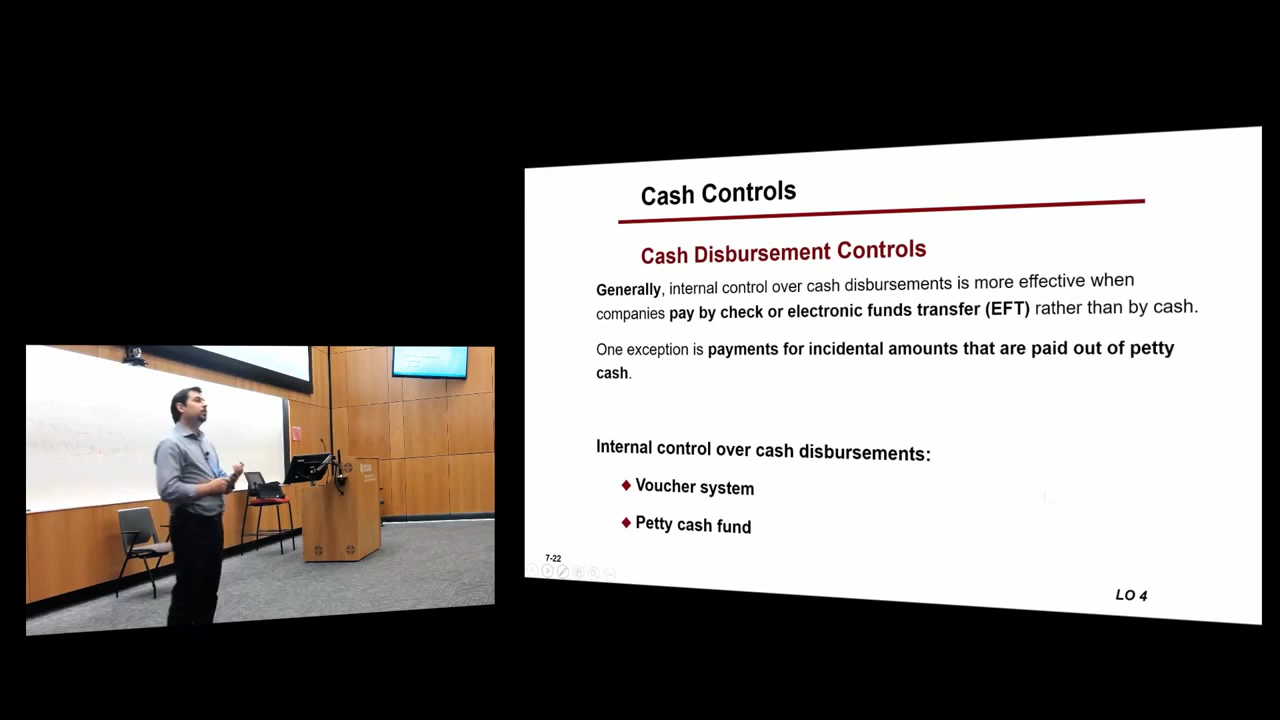 Cash Controls
Cash Disbursement Controls
Generally, internal control over cash disbursements is more effective when
companies pay by check or electronic funds transfer (EFT) rather than by cash.
One exception is payments for incidental amounts that are paid out of petty
cash.
Internal control over cash disbursements:
♦ Voucher system
♦ Petty cash fund
7-22
LO 4